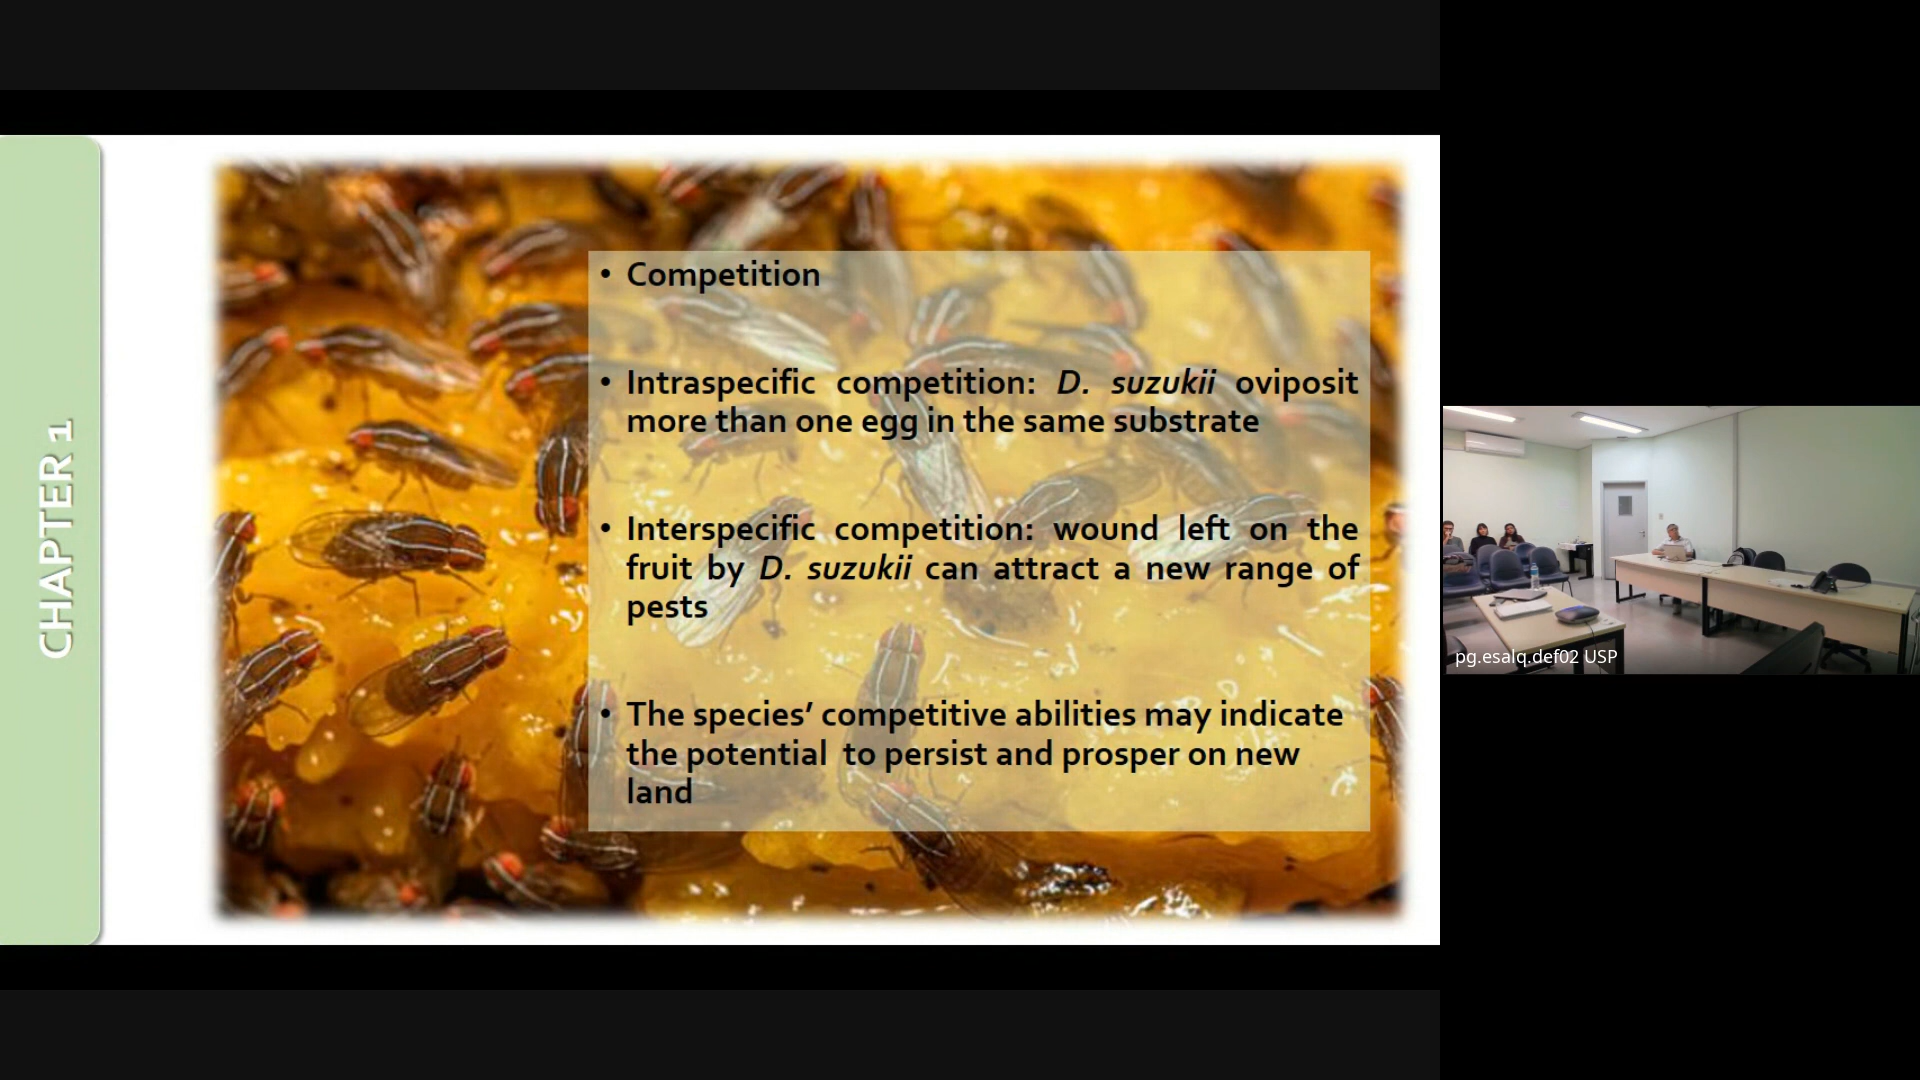 CHAPTER 1
• Competition
• Intraspecific competition: D. suzukii oviposit
more than one egg in the same substrate
• Interspecific competition: wound left on the
fruit by D. suzukii can attract a new range of
pests
• The species’ competitive abilities may indicate
the potential to persist and prosper on new
land
pg.esalq.def02 USP